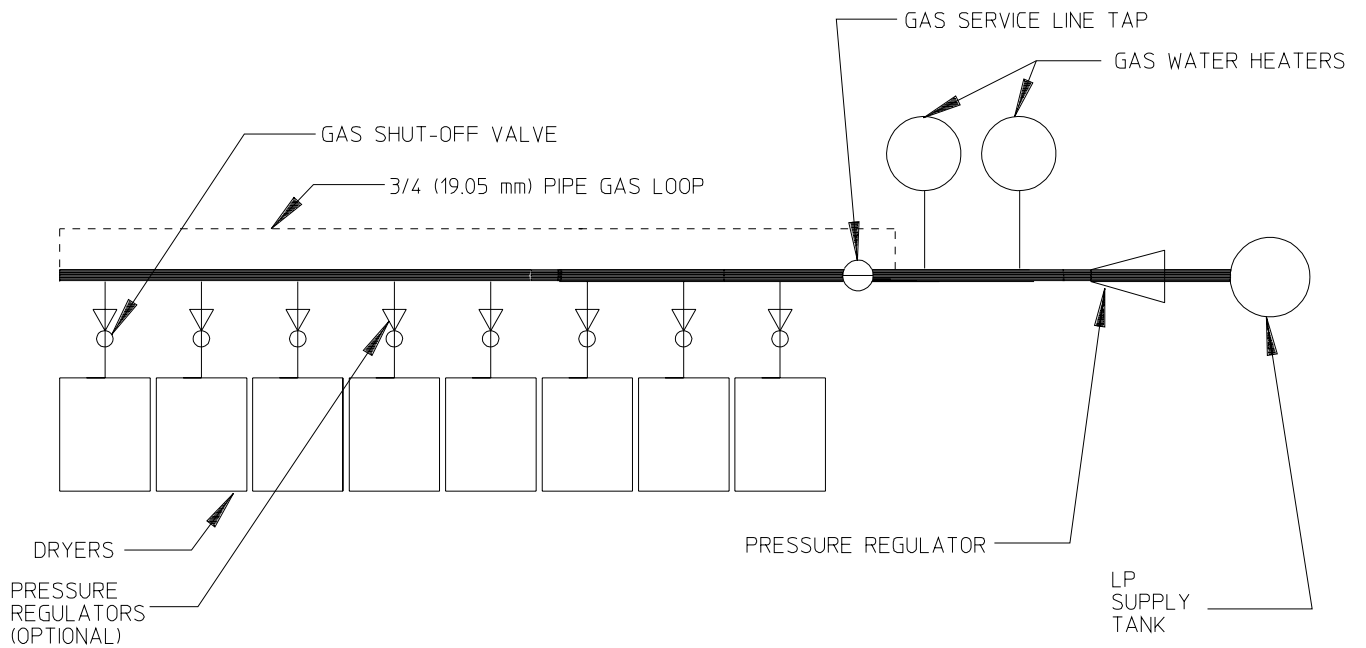 GAS SERVICE LINE TAP
GAS WATER HEATERS
GAS SHUT-OFF VALVE
3/4 (19.05 mm) PIPE GAS LOOP
DRYERS
PRESSURE REGULATOR
PRESSURE
REGULATORS
(OPTIONAL)
LP
SUPPLY
TANK